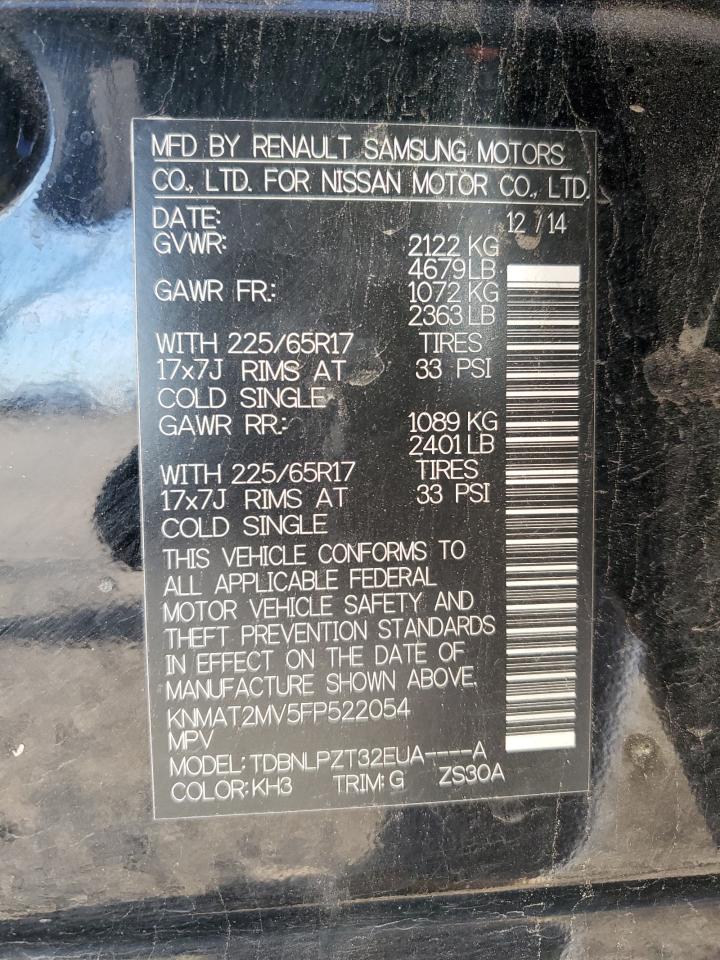 MFD BY RENAULT SAMSUNG MOTORS
CO., LTD. FOR NISSAN MOTOR CO., LTD.
DATE: 12 / 14
GVWR: 2122 KG
4679 LB
GAWR FR.: 1072 KG
2363 LB
WITH 225/65R17 TIRES
17x7J RIMS AT 33 PSI
COLD SINGLE
GAWR RR.: 1089 KG
2401 LB
WITH 225/65R17 TIRES
17x7J RIMS AT 33 PSI
COLD SINGLE
THIS VEHICLE CONFORMS TO
ALL APPLICABLE FEDERAL
MOTOR VEHICLE SAFETY AND
THEFT PREVENTION STANDARDS
IN EFFECT ON THE DATE OF
MANUFACTURE SHOWN ABOVE.
KNMAT2MV5FP522054
MPV
MODEL: TDBNLPZT32EUA----A
COLOR: KH3 TRIM: G ZS30A